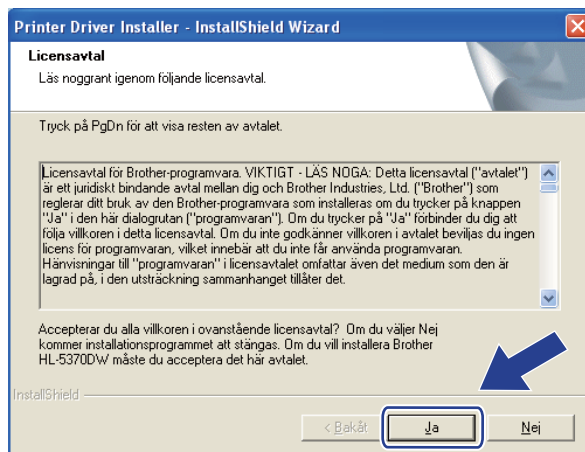 Printer Driver Installer - InstallShield Wizard
Licensavtal
Läs noggrant igenom följande licensavtal.
Tryck på PgDn för att visa resten av avtalet.
Licensavtal för Brother-programvara. VIKTIGT - LÄS NOGA: Detta licensavtal ("avtalet")
är ett juridiskt bindande avtal mellan dig och Brother Industries, Ltd. ("Brother") som
reglerar ditt bruk av den Brother-programvara som installeras om du trycker på knappen
"Ja" i den här dialogrutan ("programvaran"). Om du trycker på "Ja" förbinder du dig att
följa villkoren i detta licensavtal. Om du inte godkänner villkoren i avtalet beviljas du ingen
licens för programvaran, vilket innebär att du inte får använda programvaran.
Hänvisningar till "programvaran" i licensavtalet omfattar även det medium som den är
lagrad på, i den utsträckning sammanhanget tillåter det.
Accepterar du alla villkoren i ovanstående licensavtal? Om du väljer Nej
kommer installationsprogrammet att stängas. Om du vill installera Brother
HL-5370DW måste du acceptera det här avtalet.
InstallShield
< Bakåt Ja Nej